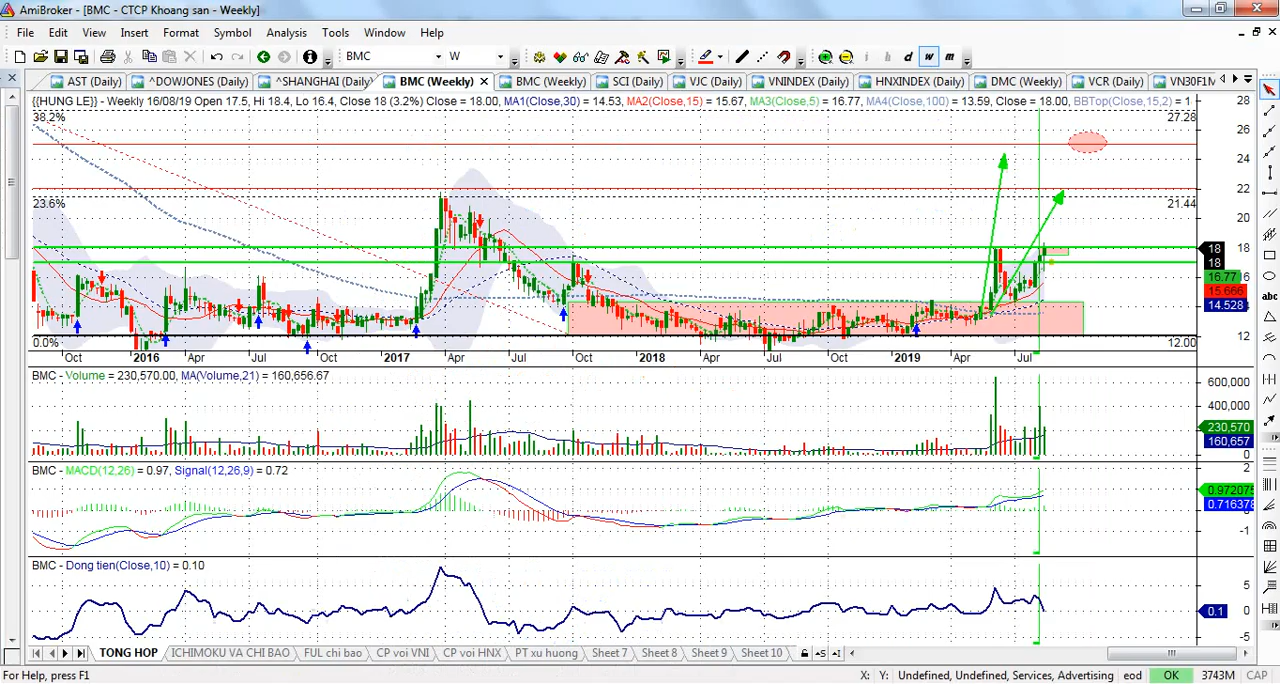 AmiBroker - [BMC - CTCP Khoang san - Weekly]
File Edit View Insert Format Symbol Analysis Tools Window Help
BMC W h d w m
AST (Daily) ^DOWJONES (Daily) ^SHANGHAI (Daily) BMC (Weekly) BMC (Weekly) SCI (Daily) VJC (Daily) VNINDEX (Daily) HNXINDEX (Daily) DMC (Weekly) VCR (Daily) VN30F1M
{{HUNG LE}} - Weekly 16/08/19 Open 17.5, Hi 18.4, Lo 16.4, Close 18 (3.2%) Close = 18.00, MA1(Close,30) = 14.53, MA2(Close,15) = 15.67, MA3(Close,5) = 16.77, MA4(Close,100) = 13.59, Close = 18.00, BBTop(Close,15,2) = 1
38.2% 27.28
28
26
24
22
23.6% 21.44
20
18
18
18
16
16.77
15.666
14.528
12
0.0% 12.00
Oct 2016 Apr Jul Oct 2017 Apr Jul Oct 2018 Apr Jul Oct 2019 Apr Jul
BMC - Volume = 230,570.00, MA(Volume,21) = 160,656.67
600,000
400,000
230,570
160,657
0
BMC - MACD(12,26) = 0.97, Signal(12,26,9) = 0.72
2
0.972075
0.716378
-1
BMC - Dong tien(Close,10) = 0.10
5
0
0.1
-5
TONG HOP ICHIMOKU VA CHI BAO FUL chi bao CP voi VNI CP voi HNX PT xu huong Sheet 7 Sheet 8 Sheet 9 Sheet 10
For Help, press F1 X: Y: Undefined, Undefined, Services, Advertising eod OK 3743M CAP
abc